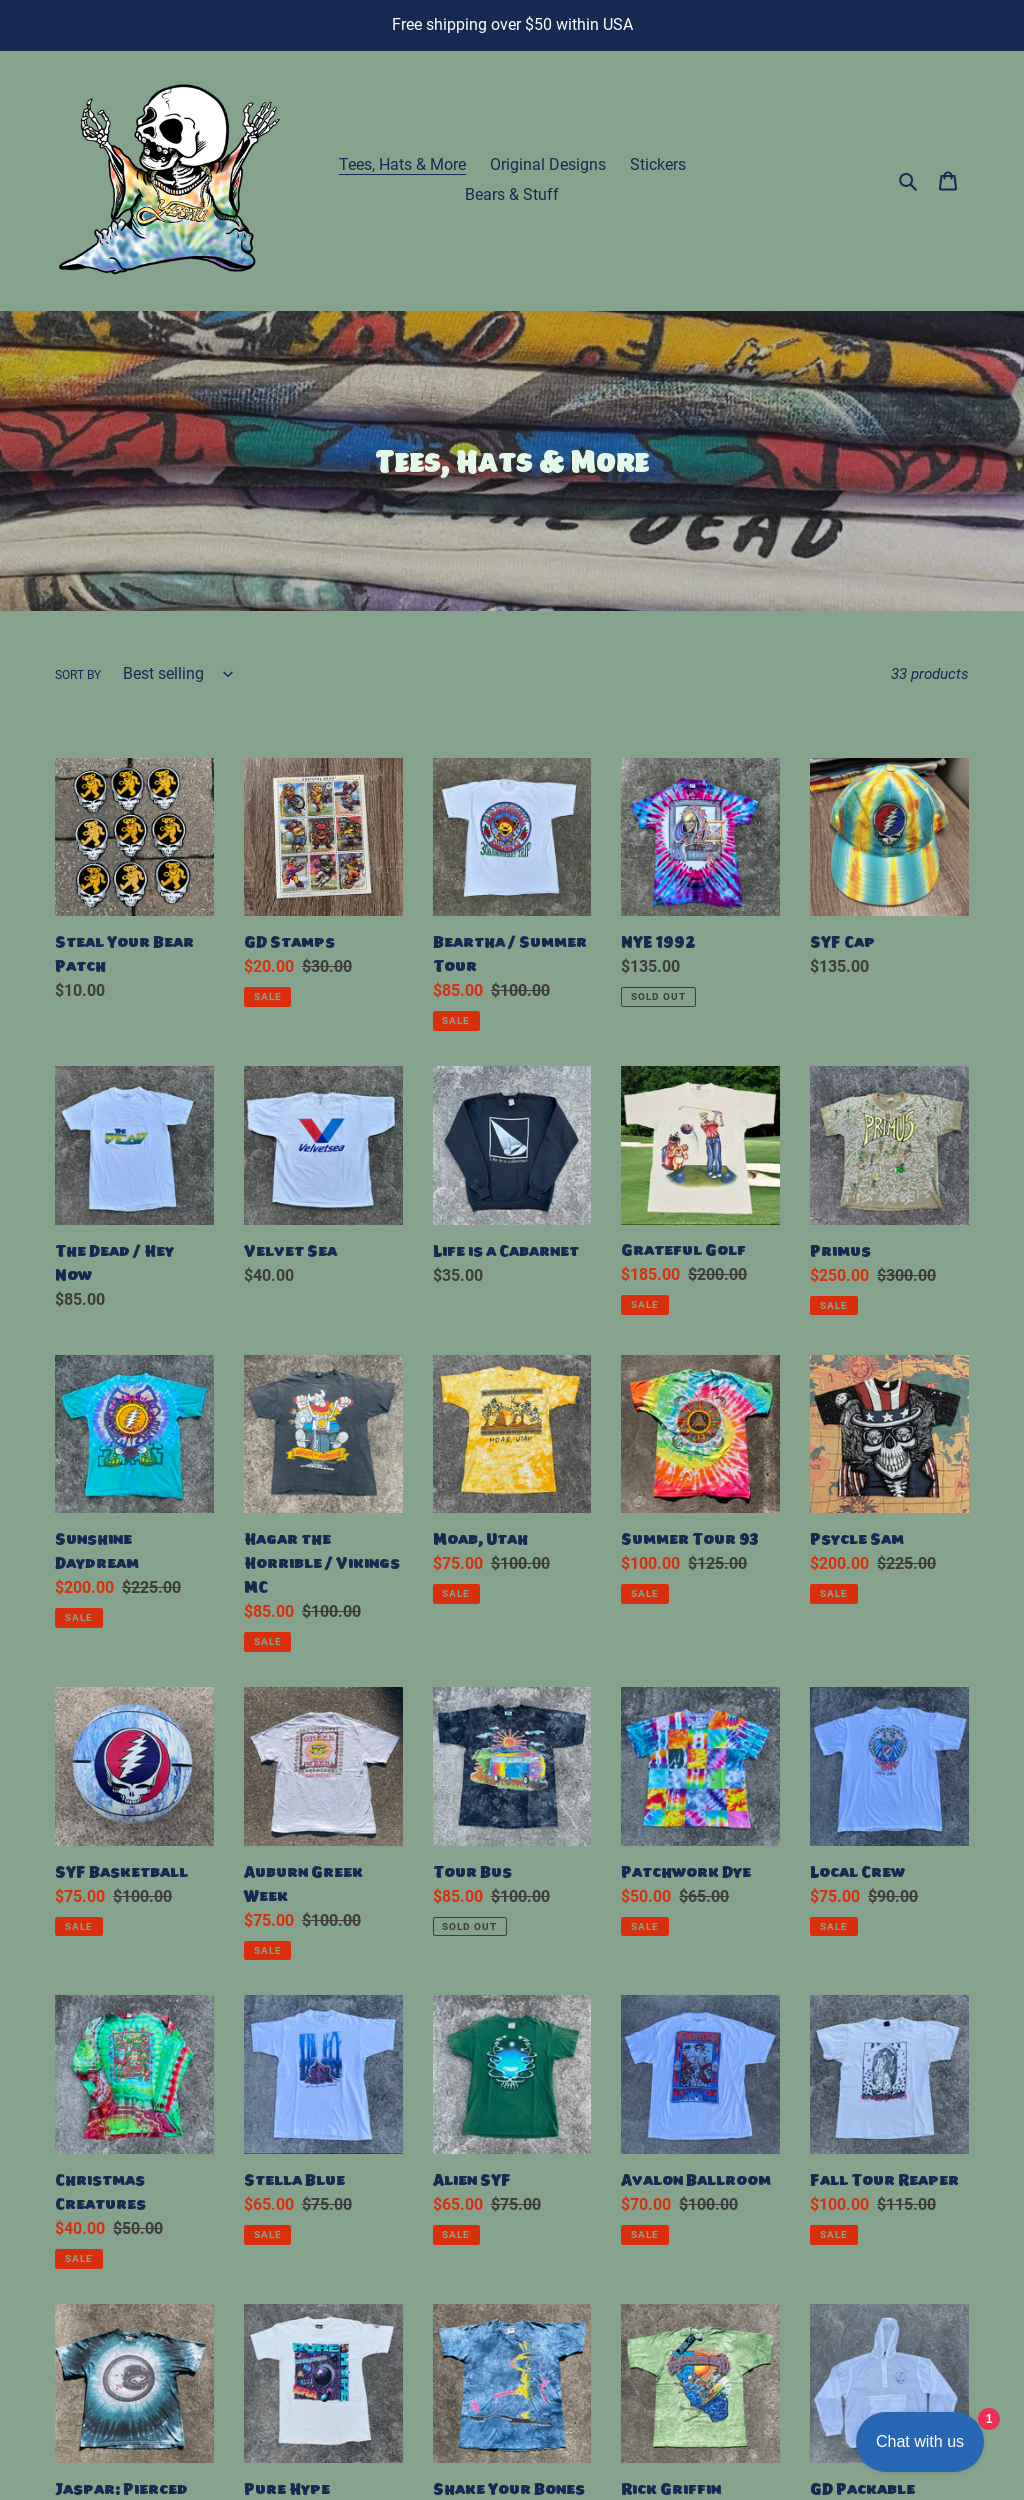 Free shipping over $50 within USA
Tees, Hats & More
Original Designs
Stickers
Bears & Stuff
YESHU
THE DEAD
Tees, Hats & More
SORT BY
Best selling
33 products
Steal Your Bear
Patch
$10.00
GD Stamps
$20.00 $30.00
SALE
Beartha / Summer
Tour
$85.00 $100.00
SALE
NYE 1992
$135.00
SOLD OUT
SYF Cap
$135.00
THE DEAD
Velvetsea
PRIMUS
The Dead / Hey
Now
$85.00
Velvet Sea
$40.00
Life is a Cabarnet
$35.00
Grateful Golf
$185.00 $200.00
SALE
Primus
$250.00 $300.00
SALE
MOAB, UTAH
Sunshine
Daydream
$200.00 $225.00
SALE
Hagar the
Horrible / Vikings
MC
$85.00 $100.00
SALE
Moab, Utah
$75.00 $100.00
SALE
Summer Tour 93
$100.00 $125.00
SALE
Psycle Sam
$200.00 $225.00
SALE
SYF Basketball
$75.00 $100.00
SALE
Auburn Greek
Week
$75.00 $100.00
SALE
Tour Bus
$85.00 $100.00
SOLD OUT
Patchwork Dye
$50.00 $65.00
SALE
Local Crew
$75.00 $90.00
SALE
Christmas
Creatures
$40.00 $50.00
SALE
Stella Blue
$65.00 $75.00
SALE
Alien SYF
$65.00 $75.00
SALE
Avalon Ballroom
$70.00 $100.00
SALE
Fall Tour Reaper
$100.00 $115.00
SALE
PURE
Jaspar: Pierced
Pure Hype
Shake Your Bones
Rick Griffin
GD Packable
Chat with us
1